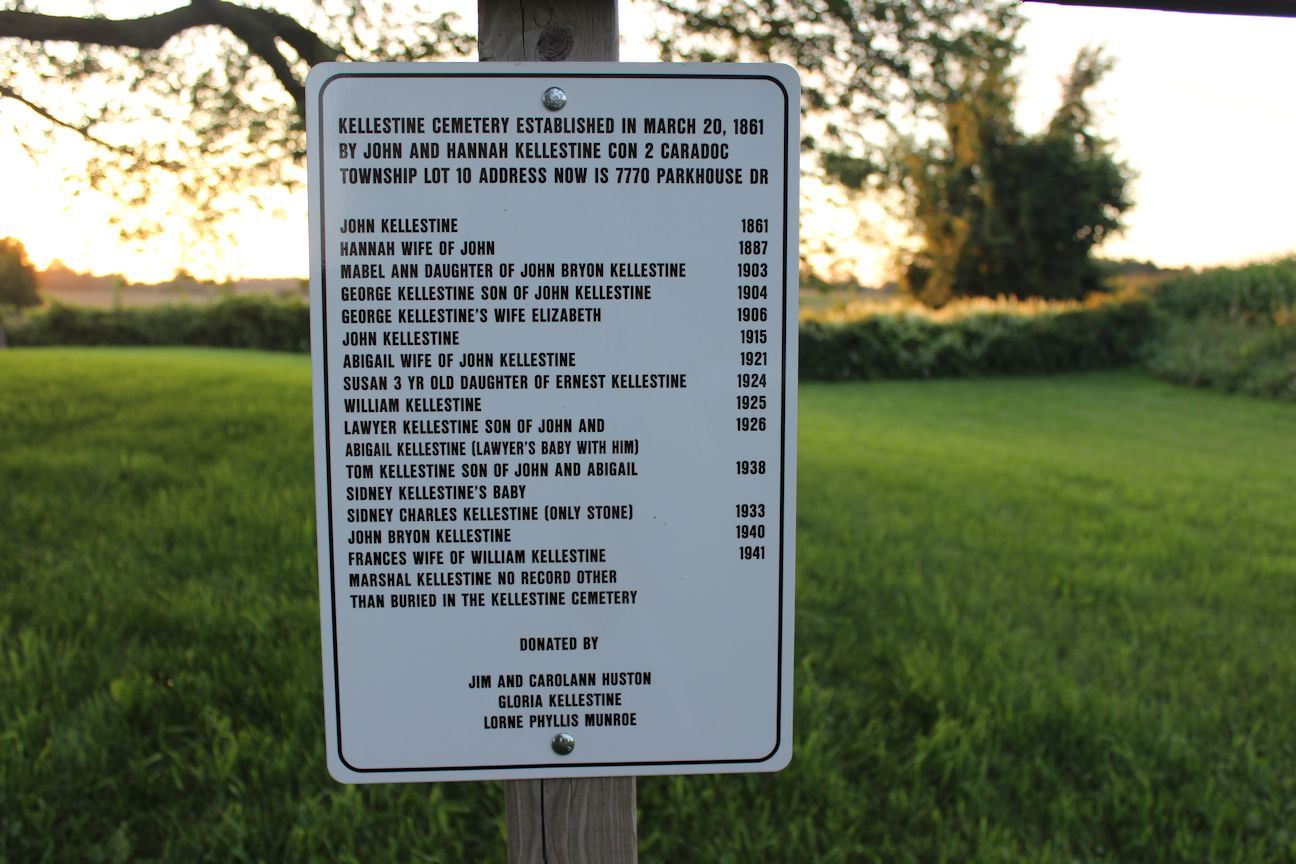 KELLESTINE CEMETERY ESTABLISHED IN MARCH 20, 1861
BY JOHN AND HANNAH KELLESTINE CON 2 CARADOC
TOWNSHIP LOT 10 ADDRESS NOW IS 7770 PARKHOUSE DR
JOHN KELLESTINE 1861
HANNAH WIFE OF JOHN 1887
MABEL ANN DAUGHTER OF JOHN BRYON KELLESTINE 1903
GEORGE KELLESTINE SON OF JOHN KELLESTINE 1904
GEORGE KELLESTINE'S WIFE ELIZABETH 1906
JOHN KELLESTINE 1915
ABIGAIL WIFE OF JOHN KELLESTINE 1921
SUSAN 3 YR OLD DAUGHTER OF ERNEST KELLESTINE 1924
WILLIAM KELLESTINE 1925
LAWYER KELLESTINE SON OF JOHN AND 1926
ABIGAIL KELLESTINE (LAWYER'S BABY WITH HIM)
TOM KELLESTINE SON OF JOHN AND ABIGAIL 1938
SIDNEY KELLESTINE'S BABY
SIDNEY CHARLES KELLESTINE (ONLY STONE) 1933
JOHN BRYON KELLESTINE 1940
FRANCES WIFE OF WILLIAM KELLESTINE 1941
MARSHAL KELLESTINE NO RECORD OTHER
THAN BURIED IN THE KELLESTINE CEMETERY
DONATED BY
JIM AND CAROLANN HUSTON
GLORIA KELLESTINE
LORNE PHYLLIS MUNROE